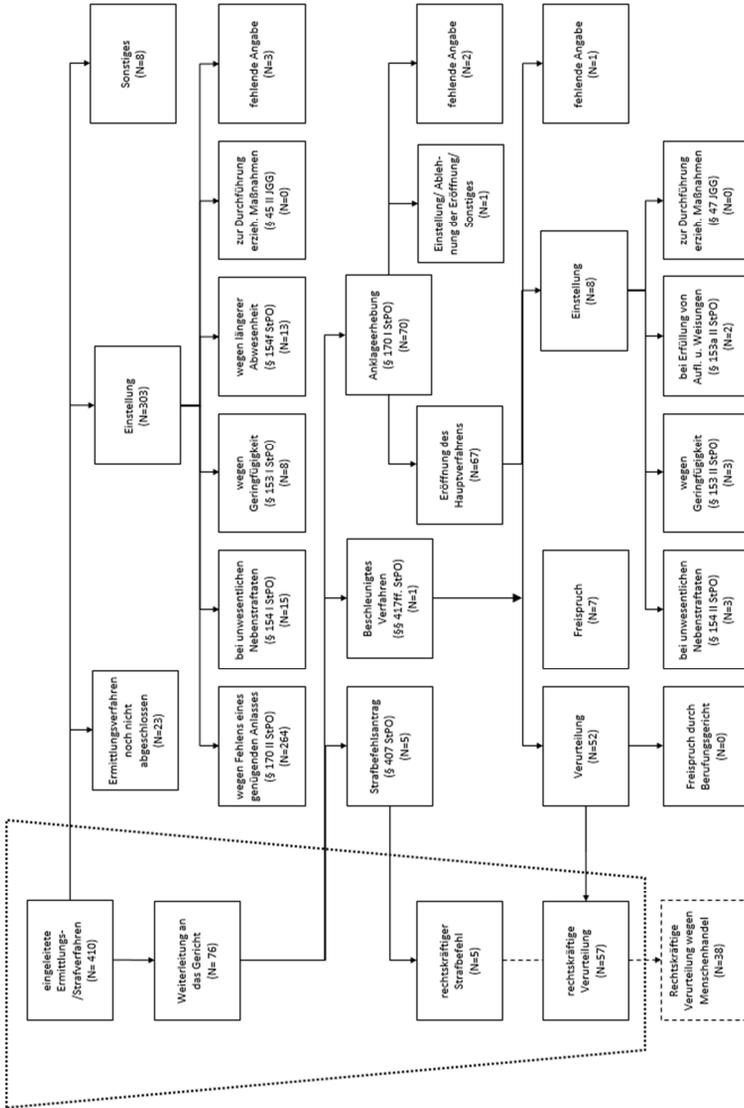 eingeleitete
Ermittlungs-
/Strafverfahren
(N= 410)
Ermittlungsverfahren
noch nicht
abgeschlossen
(N=23)
Einstellung
(N=303)
Sonstiges
(N=8)
Weiterleitung an
das Gericht
(N= 76)
wegen Fehlens eines
genügenden Anlasses
(§ 170 II StPO)
(N=264)
bei unwesentlichen
Nebenstraftaten
(§ 154 I StPO)
(N=15)
wegen
Geringfügigkeit
(§ 153 I StPO)
(N=8)
wegen längerer
Abwesenheit
(§ 154f StPO)
(N=13)
zur Durchführung
erzieh. Maßnahmen
(§ 45 II JGG)
(N=0)
fehlende Angabe
(N=3)
Strafbefehlsantrag
(§ 407 StPO)
(N=5)
Beschleunigtes
Verfahren
(§§ 417ff. StPO)
(N=1)
Anklageerhebung
(§ 170 I StPO)
(N=70)
rechtskräftiger
Strafbefehl
(N=5)
Eröffnung des
Hauptverfahrens
(N=67)
Einstellung/ Ableh-
nung der Eröffnung/
Sonstiges
(N=1)
fehlende Angabe
(N=2)
rechtskräftige
Verurteilung
(N=57)
Verurteilung
(N=52)
Freispruch
(N=7)
Einstellung
(N=8)
fehlende Angabe
(N=1)
Rechtskräftige
Verurteilung wegen
Menschenhandel
(N=38)
Freispruch durch
Berufungsgericht
(N=0)
bei unwesentlichen
Nebenstraftaten
(§ 154 II StPO)
(N=3)
wegen
Geringfügigkeit
(§ 153 II StPO)
(N=3)
bei Erfüllung von
Aufl. u. Weisungen
(§ 153a II StPO)
(N=2)
zur Durchführung
erzieh. Maßnahmen
(§ 47 JGG)
(N=0)